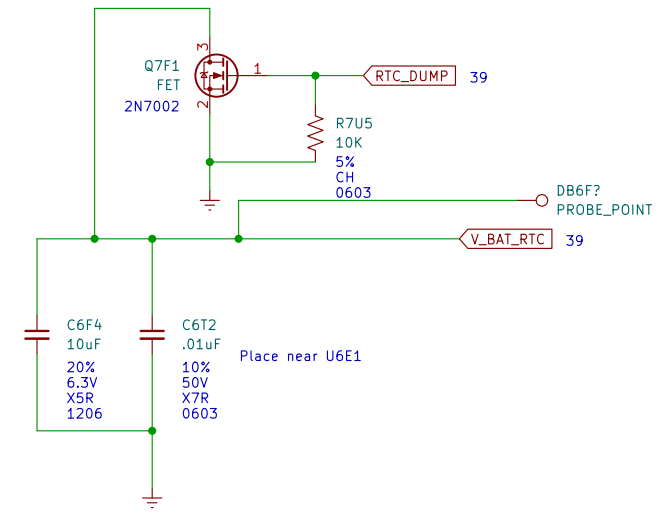 3
Q7F1
FET
2N7002
1
2
RTC_DUMP
39
R7U5
10K
5%
CH
0603
DB6F?
PROBE_POINT
V_BAT_RTC
39
C6F4
10uF
20%
6.3V
X5R
1206
C6T2
.01uF
10%
50V
X7R
0603
Place near U6E1